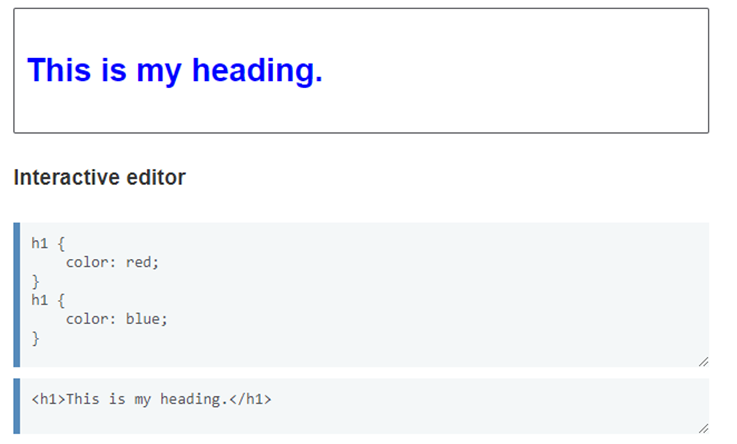 This is my heading.
Interactive editor
h1 {
    color: red;
}
h1 {
    color: blue;
}
<h1>This is my heading.</h1>